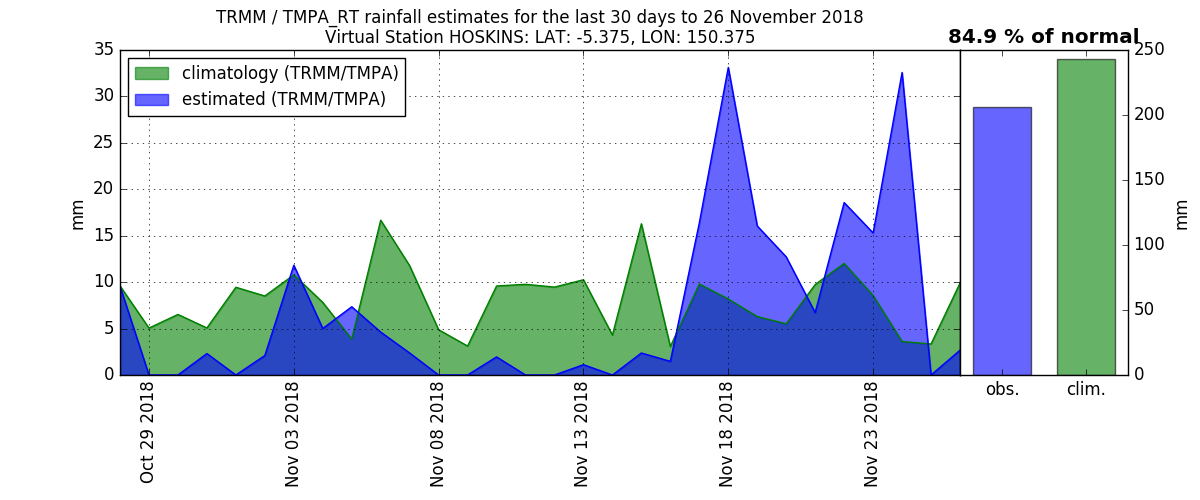 TRMM / TMPA_RT rainfall estimates for the last 30 days to 26 November 2018
Virtual Station HOSKINS: LAT: -5.375, LON: 150.375
84.9 % of normal
climatology (TRMM/TMPA)
estimated (TRMM/TMPA)
35
30
25
20
15
10
5
0
mm
Oct 29 2018
Nov 03 2018
Nov 08 2018
Nov 13 2018
Nov 18 2018
Nov 23 2018
250
200
150
100
50
0
mm
obs.
clim.